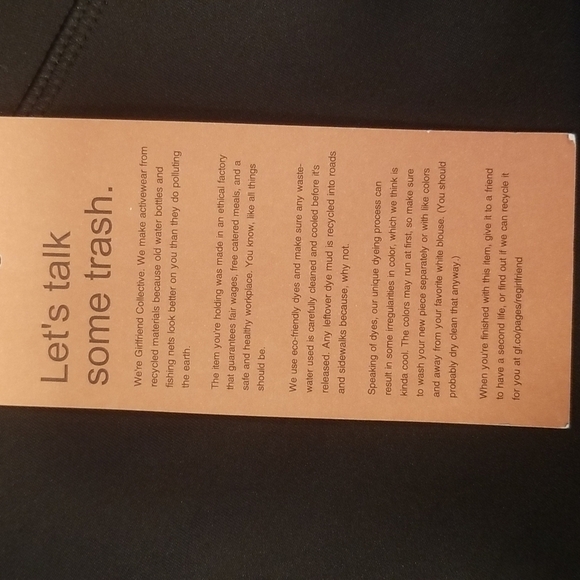 Let's talk
some trash.
We're Girlfriend Collective. We make activewear from
recycled materials because old water bottles and
fishing nets look better on you than they do polluting
the earth.
The item you're holding was made in an ethical factory
that guarantees fair wages, free catered meals, and a
safe and healthy workplace. You know, like all things
should be.
We use eco-friendly dyes and make sure any waste-
water used is carefully cleaned and cooled before it's
released. Any leftover dye mud is recycled into roads
and sidewalks because, why not.
Speaking of dyes, our unique dyeing process can
result in some irregularities in color, which we think is
kinda cool. The colors may run at first, so make sure
to wash your new piece separately or with like colors
and away from your favorite white blouse. (You should
probably dry clean that anyway.)
When you're finished with this item, give it to a friend
to have a second life, or find out if we can recycle it
for you at gf.co/pages/regirlfriend